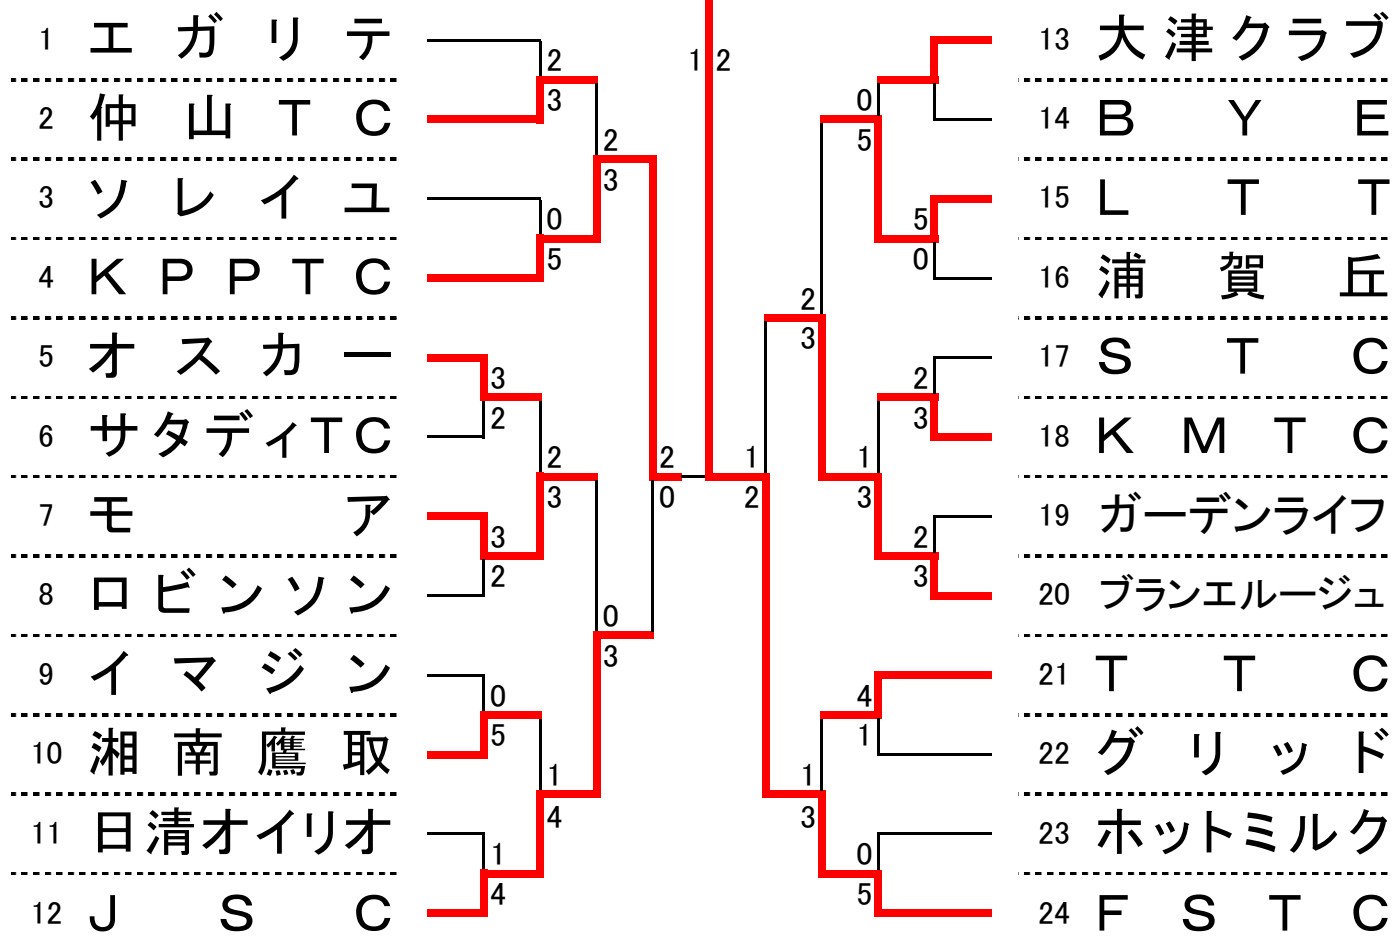 1 エガリテ
2 仲山TC
3 ソレイユ
4 KPPTC
5 オスカー
6 サタディTC
7 モア
8 ロビンソン
9 イマジン
10 湘南鷹取
11 日清オイリオ
12 JSC
2
3
0
5
3
2
3
2
0
5
1
4
2
3
2
3
1
4
2
3
0
3
2
0
1 2
1
2
2
3
0
5
1
3
1
3
5
0
2
3
2
3
4
1
0
5
13 大津クラブ
14 BYE
15 LTT
16 浦賀丘
17 STC
18 KMTC
19 ガーデンライフ
20 ブランエルージュ
21 TTC
22 グリッド
23 ホットミルク
24 FSTC